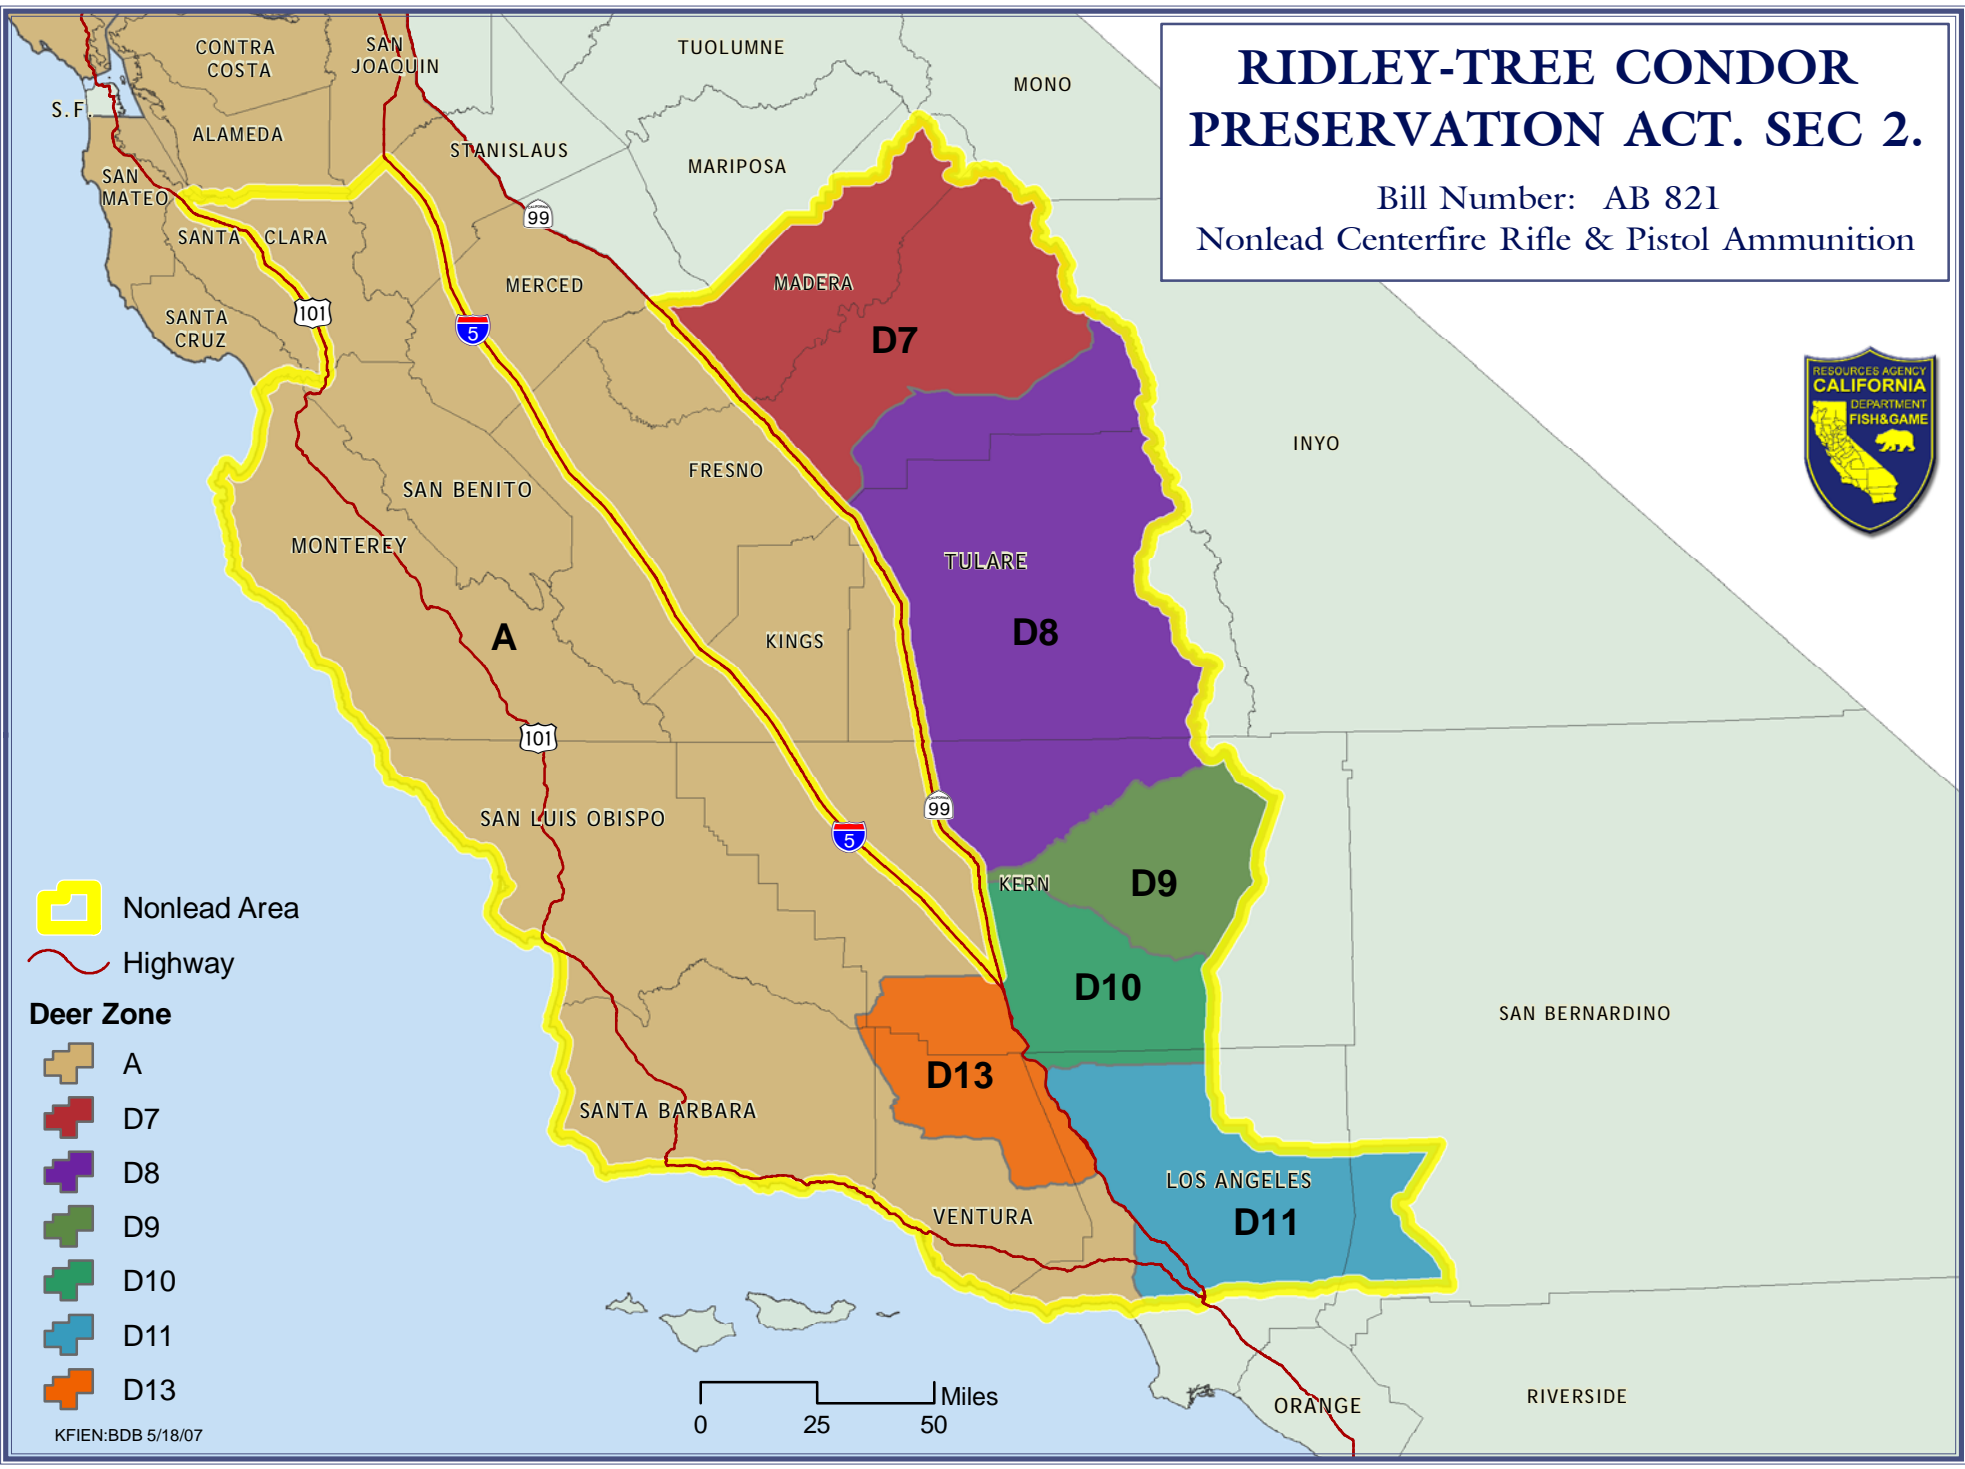 RIDLEY-TREE CONDOR
PRESERVATION ACT. SEC 2.
Bill Number: AB 821
Nonlead Centerfire Rifle & Pistol Ammunition
RESOURCES AGENCY
CALIFORNIA
DEPARTMENT
FISH&GAME
CONTRA
COSTA
SAN
JOAQUIN
TUOLUMNE
MONO
S.F.
ALAMEDA
STANISLAUS
MARIPOSA
SAN
MATEO
CALIFORNIA
99
SANTA CLARA
MERCED
MADERA
SANTA
CRUZ
101
5
D7
INYO
FRESNO
SAN BENITO
MONTEREY
TULARE
A
KINGS
D8
101
SAN LUIS OBISPO
5
CALIFORNIA
99
KERN
D9
D10
SAN BERNARDINO
D13
SANTA BARBARA
LOS ANGELES
D11
VENTURA
ORANGE
RIVERSIDE
Nonlead Area
Highway
Deer Zone
A
D7
D8
D9
D10
D11
D13
KFIEN:BDB 5/18/07
Miles
0 25 50